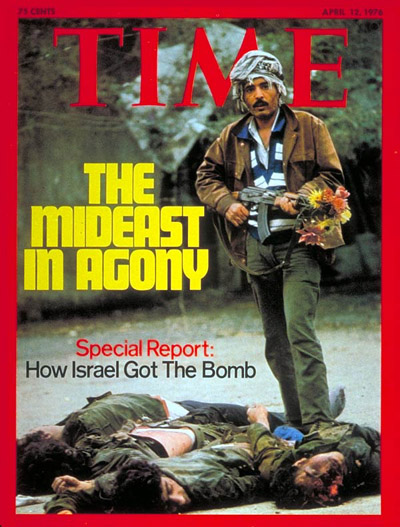 75 CENTS
APRIL 12, 1976
TIME
THE
MIDEAST
IN AGONY
Special Report:
How Israel Got The Bomb